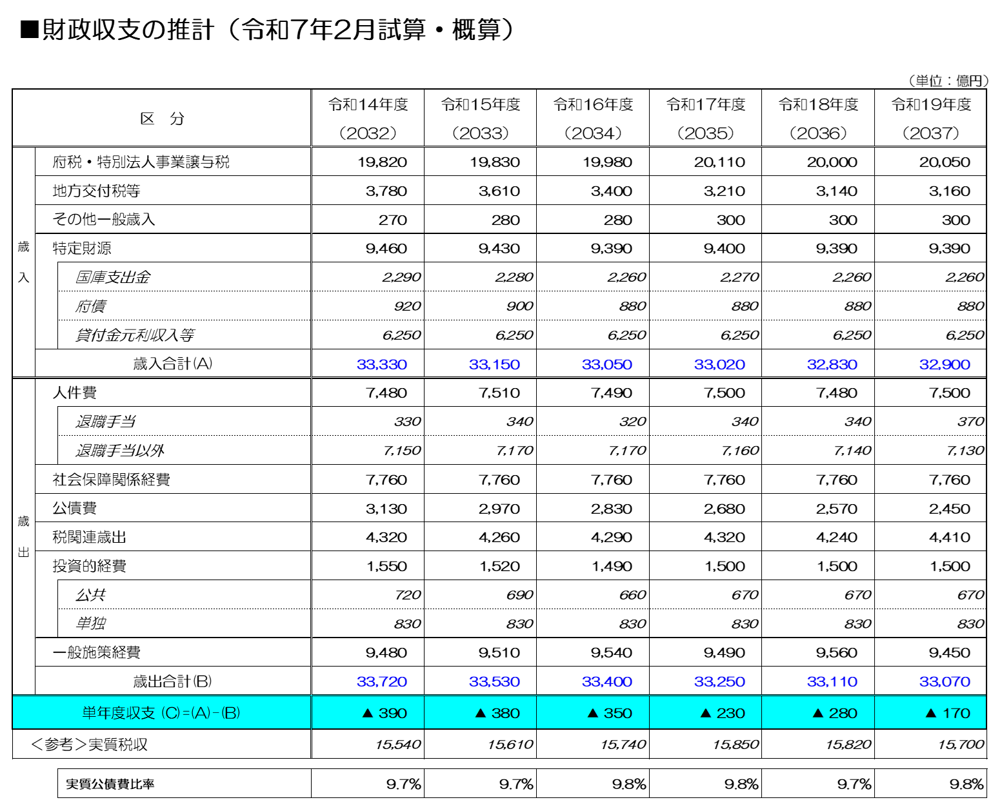 ■財政収支の推計（令和7年2月試算・概算）
（単位：億円）
区　分 令和14年度 令和15年度 令和16年度 令和17年度 令和18年度 令和19年度
（2032） （2033） （2034） （2035） （2036） （2037）
歳入
府税・特別法人事業譲与税 19,820 19,830 19,980 20,110 20,000 20,050
地方交付税等 3,780 3,610 3,400 3,210 3,140 3,160
その他一般歳入 270 280 280 300 300 300
特定財源 9,460 9,430 9,390 9,400 9,390 9,390
国庫支出金 2,290 2,280 2,260 2,270 2,260 2,260
府債 920 900 880 880 880 880
貸付金元利収入等 6,250 6,250 6,250 6,250 6,250 6,250
歳入合計(A) 33,330 33,150 33,050 33,020 32,830 32,900
歳出
人件費 7,480 7,510 7,490 7,500 7,480 7,500
退職手当 330 340 320 340 340 370
退職手当以外 7,150 7,170 7,170 7,160 7,140 7,130
社会保障関係経費 7,760 7,760 7,760 7,760 7,760 7,760
公債費 3,130 2,970 2,830 2,680 2,570 2,450
税関連歳出 4,320 4,260 4,290 4,320 4,240 4,410
投資的経費 1,550 1,520 1,490 1,500 1,500 1,500
公共 720 690 660 670 670 670
単独 830 830 830 830 830 830
一般施策経費 9,480 9,510 9,540 9,490 9,560 9,450
歳出合計(B) 33,720 33,530 33,400 33,250 33,110 33,070
単年度収支 (C)=(A)-(B) ▲ 390 ▲ 380 ▲ 350 ▲ 230 ▲ 280 ▲ 170
＜参考＞実質税収 15,540 15,610 15,740 15,850 15,820 15,700
実質公債費比率 9.7% 9.7% 9.8% 9.8% 9.7% 9.8%